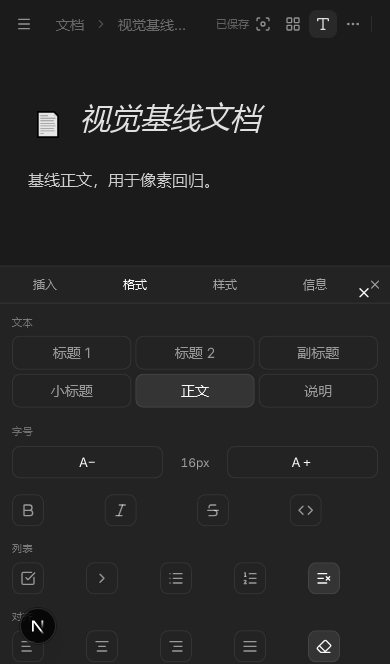 文档 > 视觉基线… 已保存 T
视觉基线文档
基线正文，用于像素回归。
插入 格式 样式 信息
文本
标题 1 标题 2 副标题
小标题 正文 说明
字号
A− 16px A+
B I S
列表
对
N